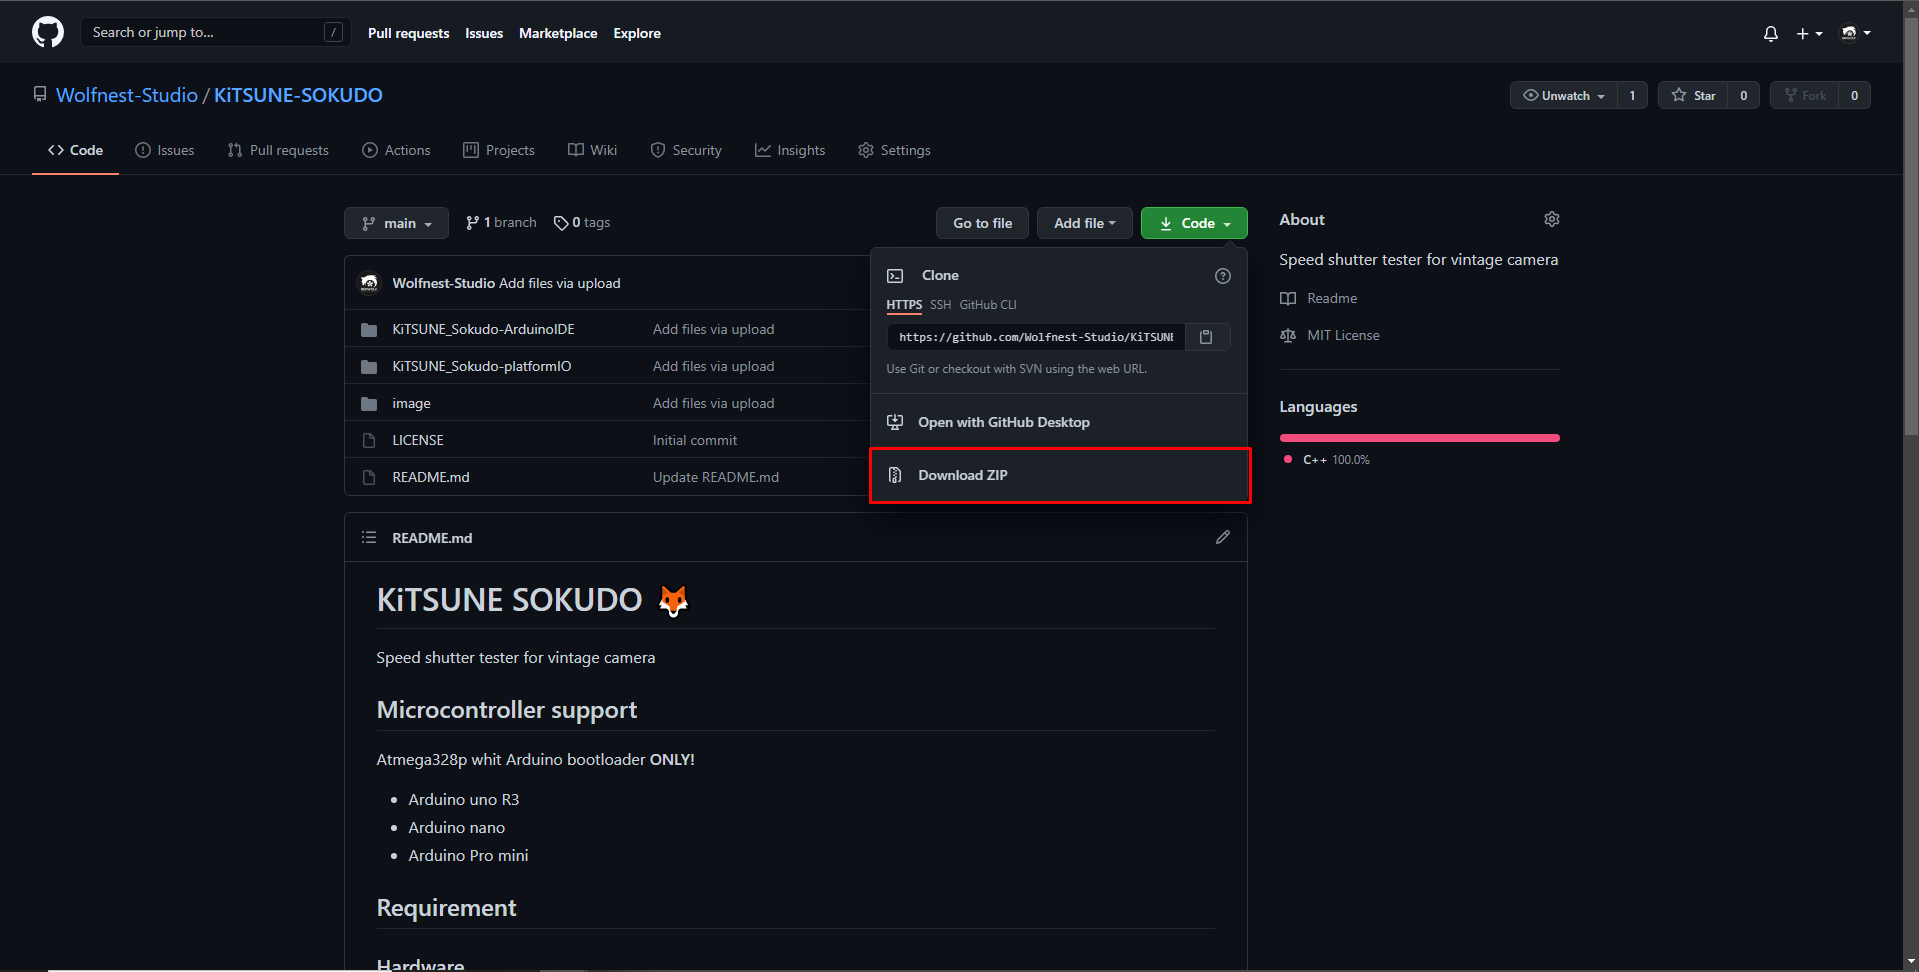 Search or jump to... /
Pull requests Issues Marketplace Explore
Wolfnest-Studio / KiTSUNE-SOKUDO
Unwatch 1 Star 0 Fork 0
Code Issues Pull requests Actions Projects Wiki Security Insights Settings
main 1 branch 0 tags
Go to file Add file Code
Wolfnest-Studio Add files via upload
KiTSUNE_Sokudo-ArduinoIDE Add files via upload
KiTSUNE_Sokudo-platformIO Add files via upload
image Add files via upload
LICENSE Initial commit
README.md Update README.md
Clone
HTTPS SSH GitHub CLI
https://github.com/Wolfnest-Studio/KiTSUNE
Use Git or checkout with SVN using the web URL.
Open with GitHub Desktop
Download ZIP
About
Speed shutter tester for vintage camera
Readme
MIT License
Languages
C++ 100.0%
README.md
KiTSUNE SOKUDO 🦊
Speed shutter tester for vintage camera
Microcontroller support
Atmega328p whit Arduino bootloader ONLY!
• Arduino uno R3
• Arduino nano
• Arduino Pro mini
Requirement
Hardware